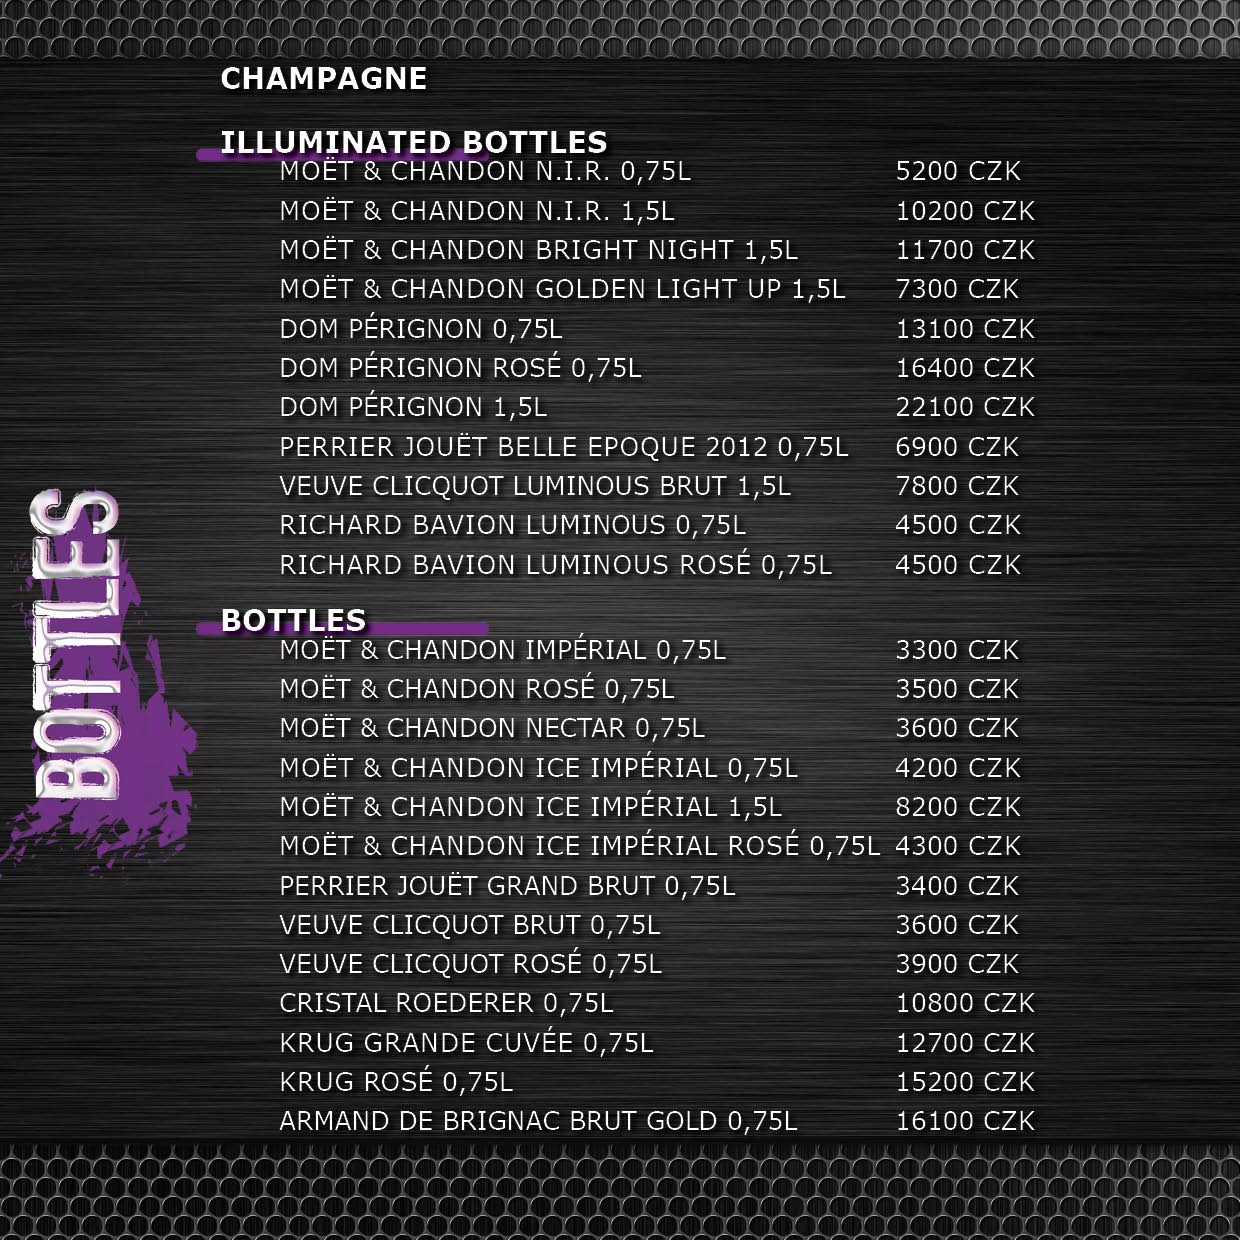 CHAMPAGNE
ILLUMINATED BOTTLES
MOËT & CHANDON N.I.R. 0,75L 5200 CZK
MOËT & CHANDON N.I.R. 1,5L 10200 CZK
MOËT & CHANDON BRIGHT NIGHT 1,5L 11700 CZK
MOËT & CHANDON GOLDEN LIGHT UP 1,5L 7300 CZK
DOM PÉRIGNON 0,75L 13100 CZK
DOM PÉRIGNON ROSÉ 0,75L 16400 CZK
DOM PÉRIGNON 1,5L 22100 CZK
PERRIER JOUËT BELLE EPOQUE 2012 0,75L 6900 CZK
VEUVE CLICQUOT LUMINOUS BRUT 1,5L 7800 CZK
RICHARD BAVION LUMINOUS 0,75L 4500 CZK
RICHARD BAVION LUMINOUS ROSÉ 0,75L 4500 CZK
BOTTLES
MOËT & CHANDON IMPÉRIAL 0,75L 3300 CZK
MOËT & CHANDON ROSÉ 0,75L 3500 CZK
MOËT & CHANDON NECTAR 0,75L 3600 CZK
MOËT & CHANDON ICE IMPÉRIAL 0,75L 4200 CZK
MOËT & CHANDON ICE IMPÉRIAL 1,5L 8200 CZK
MOËT & CHANDON ICE IMPÉRIAL ROSÉ 0,75L 4300 CZK
PERRIER JOUËT GRAND BRUT 0,75L 3400 CZK
VEUVE CLICQUOT BRUT 0,75L 3600 CZK
VEUVE CLICQUOT ROSÉ 0,75L 3900 CZK
CRISTAL ROEDERER 0,75L 10800 CZK
KRUG GRANDE CUVÉE 0,75L 12700 CZK
KRUG ROSÉ 0,75L 15200 CZK
ARMAND DE BRIGNAC BRUT GOLD 0,75L 16100 CZK
BOTTLES